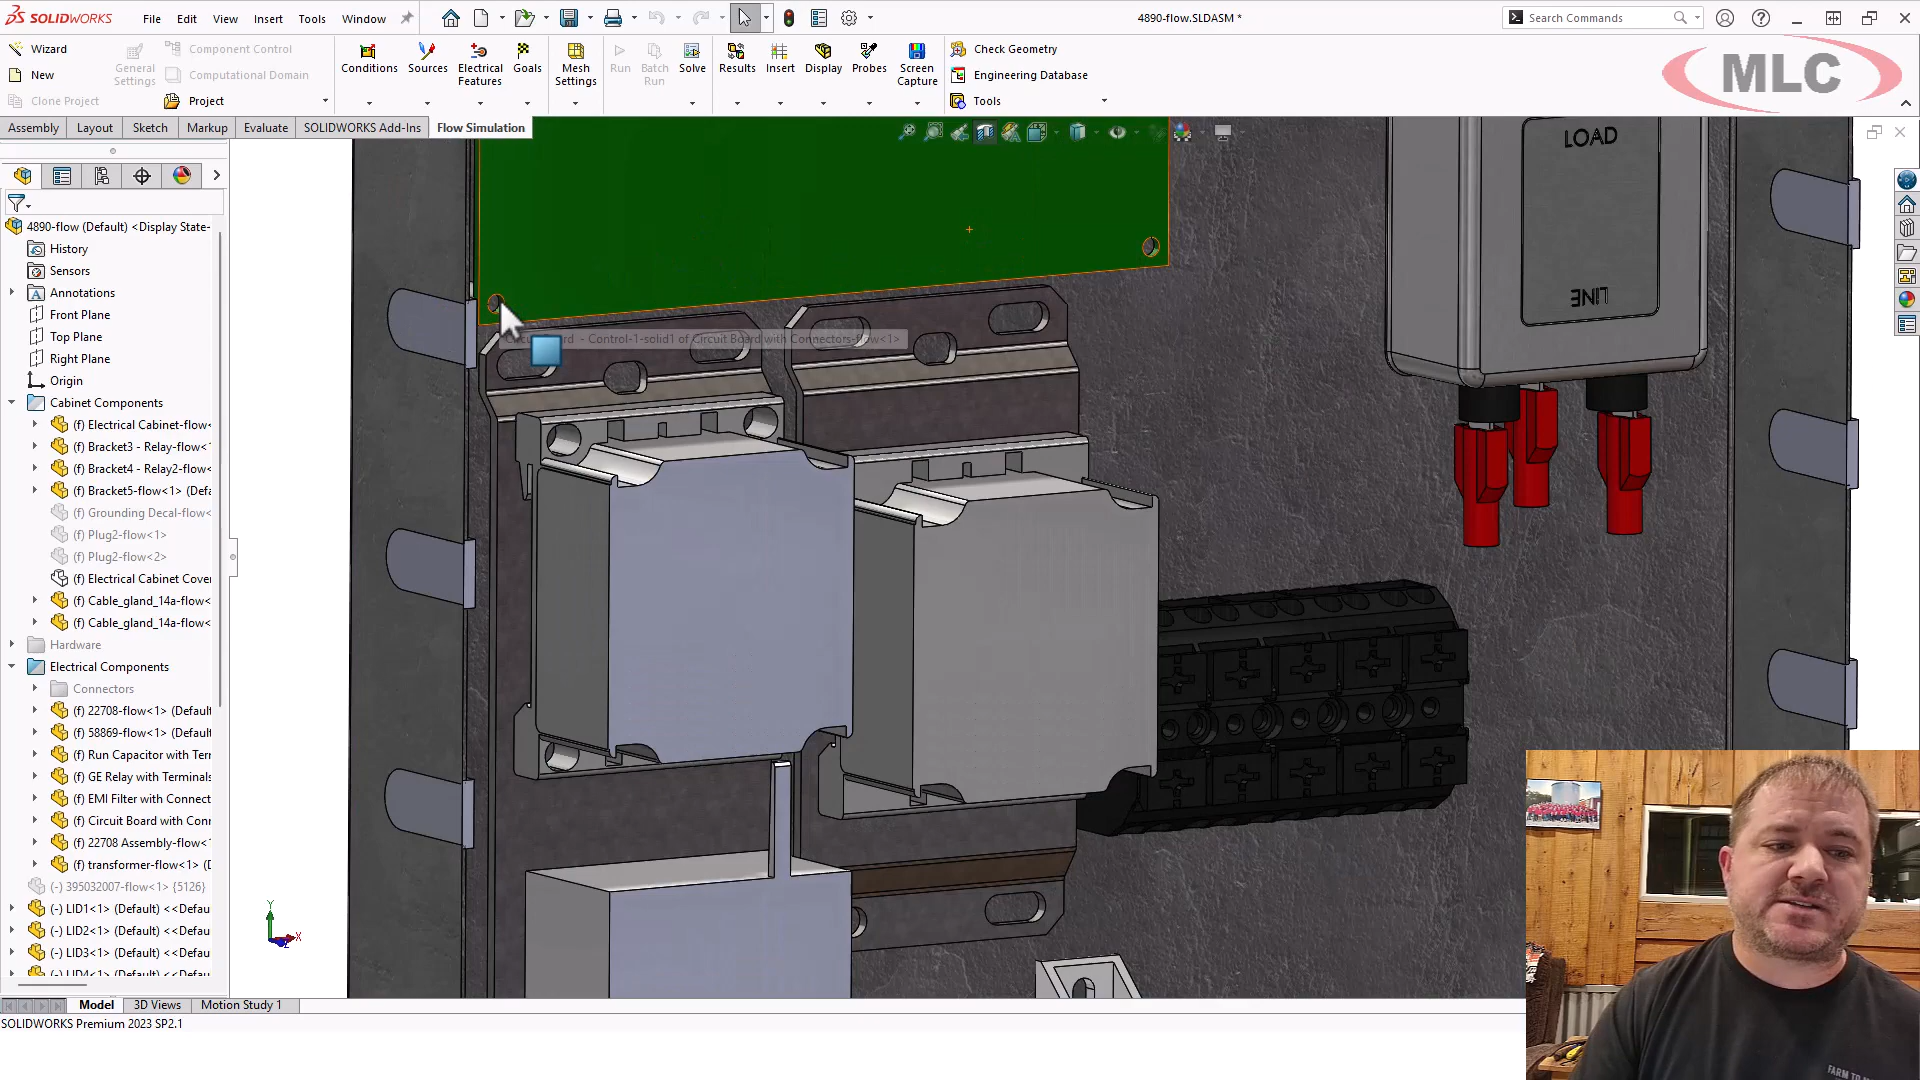 SOLIDWORKS
File
Edit
View
Insert
Tools
Window
4890-flow.SLDASM *
Search Commands
Wizard
New
Clone Project
General
Settings
Component Control
Computational Domain
Project
Conditions
Sources
Electrical
Features
Goals
Mesh
Settings
Run
Batch
Run
Solve
Results
Insert
Display
Probes
Screen
Capture
Check Geometry
Engineering Database
Tools
MLC
Assembly
Layout
Sketch
Markup
Evaluate
SOLIDWORKS Add-Ins
Flow Simulation
4890-flow (Default) <Display State-
History
Sensors
Annotations
Front Plane
Top Plane
Right Plane
Origin
Cabinet Components
(f) Electrical Cabinet-flow<
(f) Bracket3 - Relay-flow<
(f) Bracket4 - Relay2-flow<
(f) Bracket5-flow<1> (Defa
(f) Grounding Decal-flow<
(f) Plug2-flow<1>
(f) Plug2-flow<2>
(f) Electrical Cabinet Cover
(f) Cable_gland_14a-flow<
(f) Cable_gland_14a-flow<
Hardware
Electrical Components
Connectors
(f) 22708-flow<1> (Default
(f) 58869-flow<1> (Default
(f) Run Capacitor with Term
(f) GE Relay with Terminals
(f) EMI Filter with Connect
(f) Circuit Board with Conn
(f) 22708 Assembly-flow<
(f) transformer-flow<1> (D
(-) 395032007-flow<1> {5126}
(-) LID1<1> (Default) <<Defau
(-) LID2<1> (Default) <<Defau
(-) LID3<1> (Default) <<Defau
(-) LID4<1> (Default) <<Defau
- Control-1-solid1 of Circuit Board with Connectors-flow<1>
LOAD
LINE
Y
X
Z
Model
3D Views
Motion Study 1
SOLIDWORKS Premium 2023 SP2.1
FARM TO